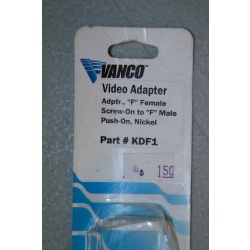 VANCO
Video Adapter
Adptr., "F" Female
Screw-On to "F" Male
Push-On, Nickel
Part # KDF1
$ 150